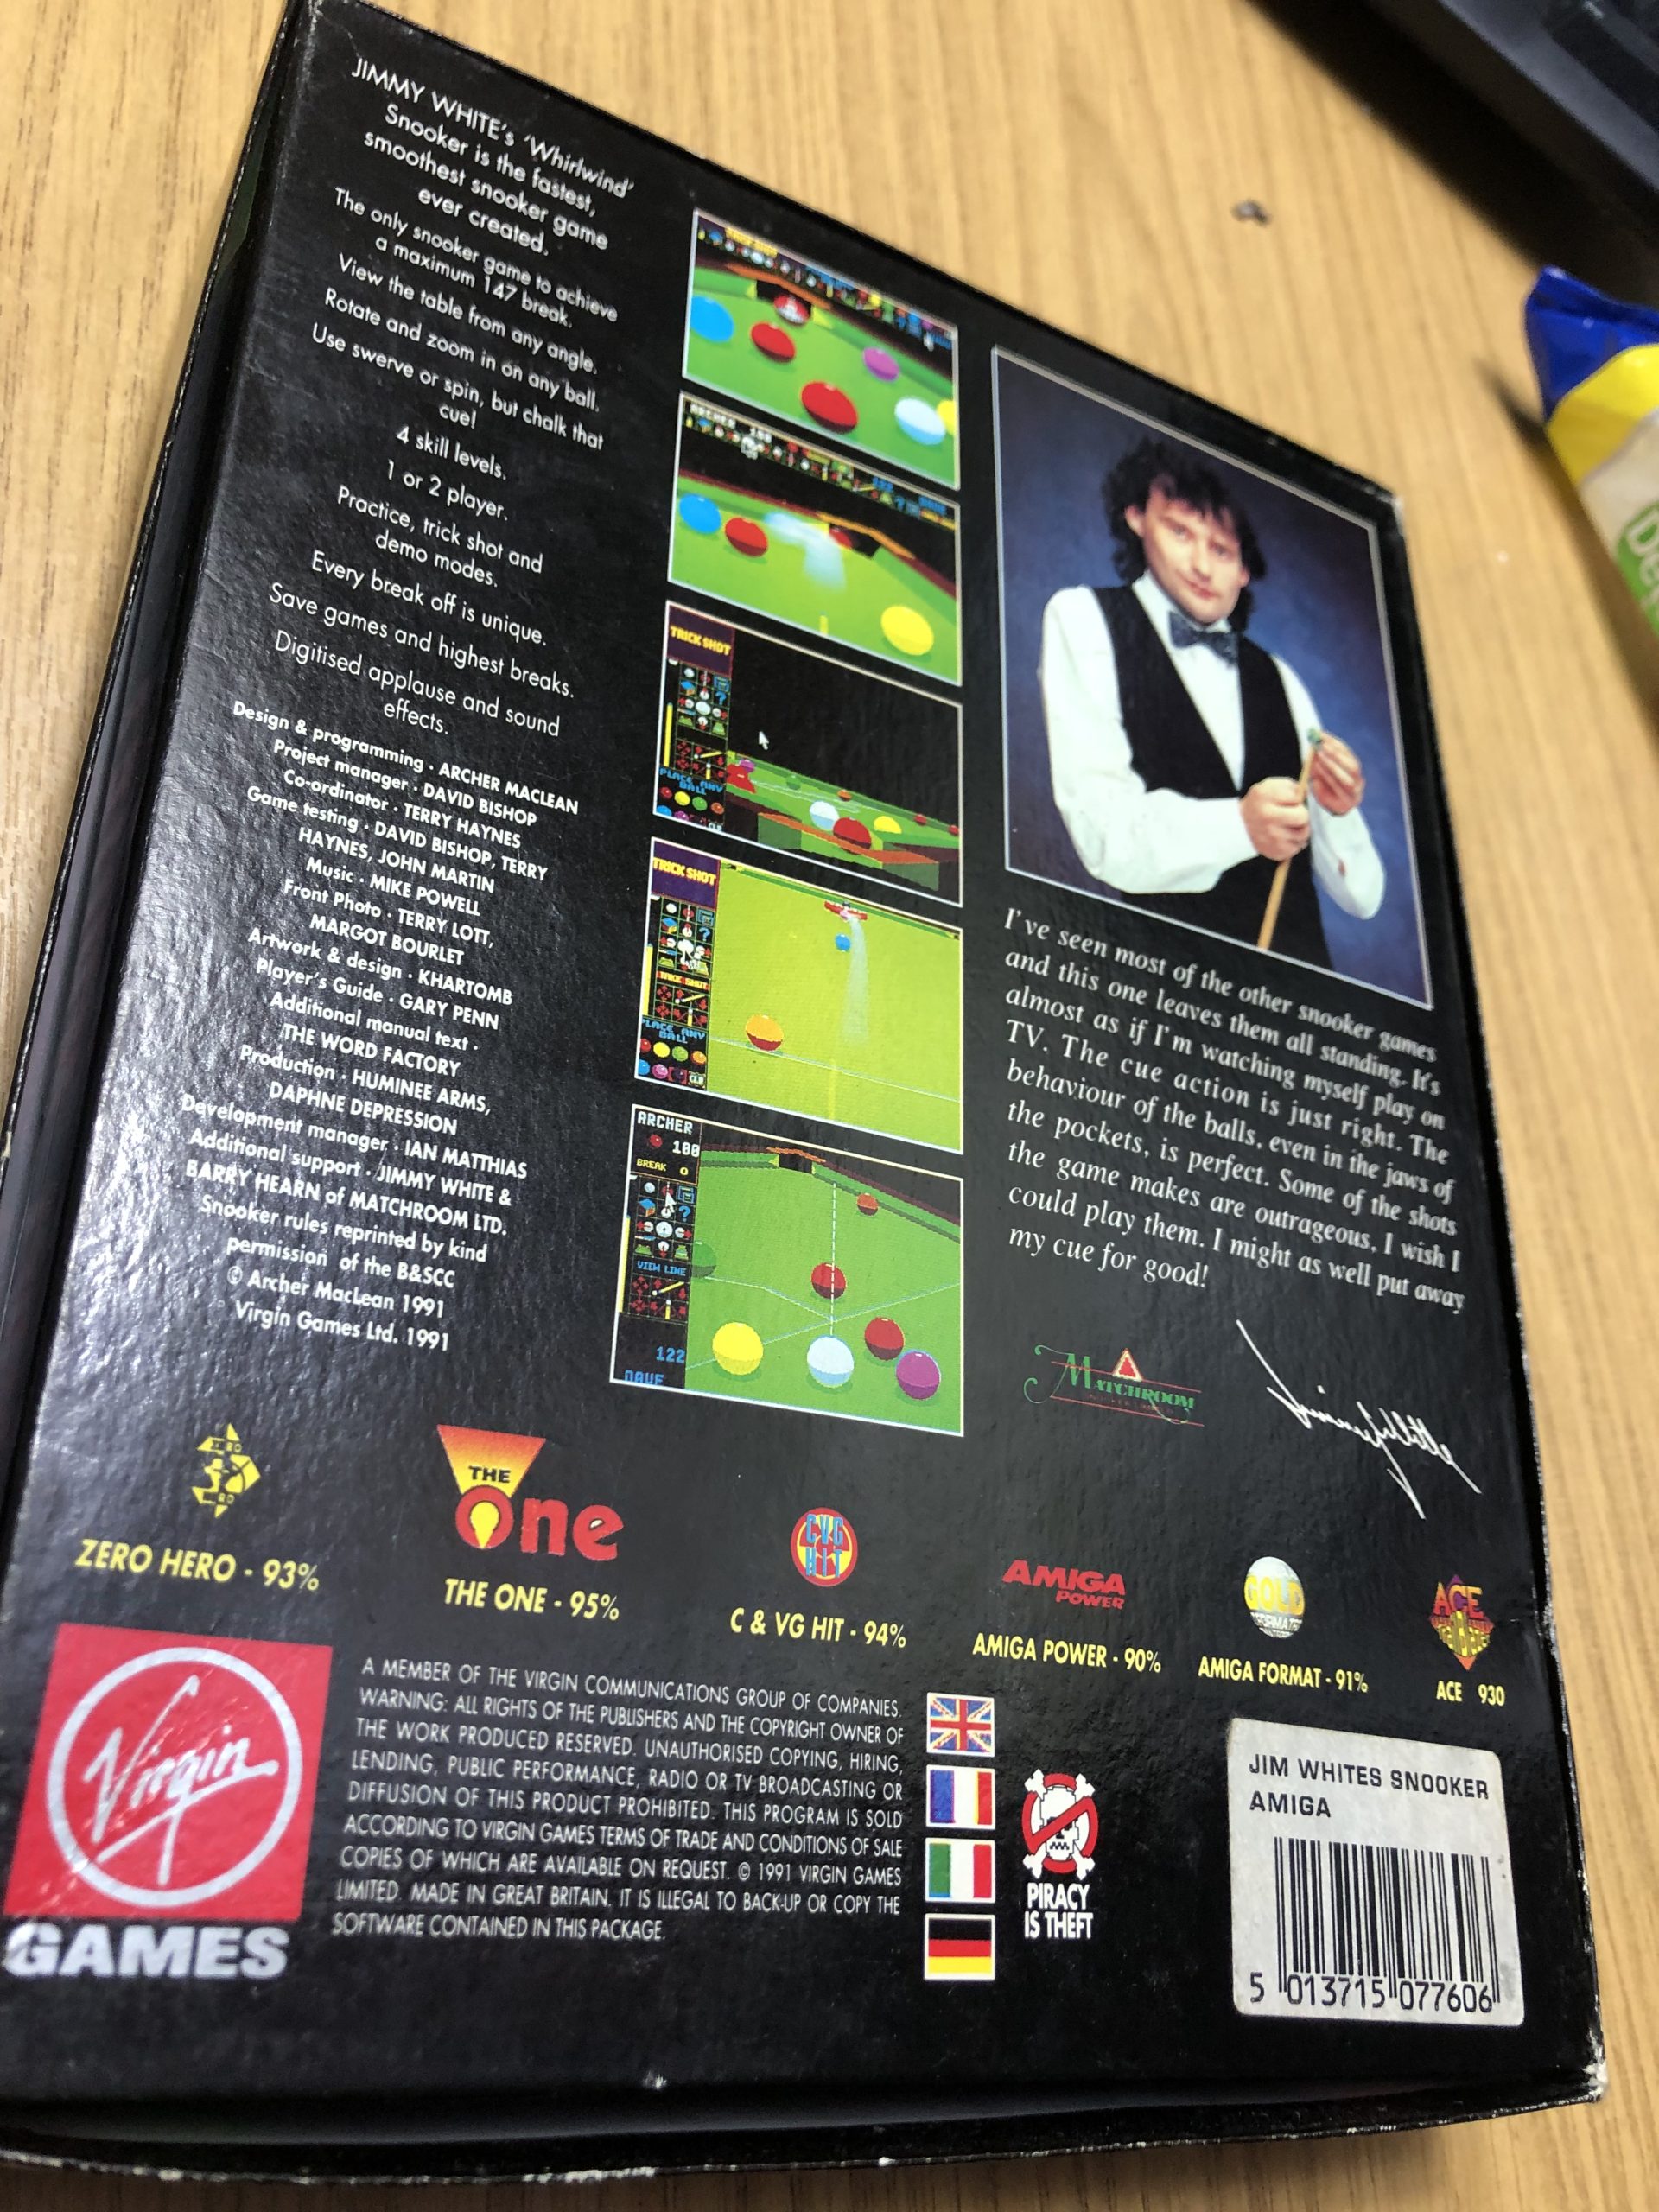 JIMMY WHITE's 'Whirlwind'
Snooker is the fastest,
smoothest snooker game
ever created.
The only snooker game to achieve
a maximum 147 break.
View the table from any angle.
Rotate and zoom in on any ball.
Use swerve or spin, but chalk that
cue!
4 skill levels.
1 or 2 player.
Practice, trick shot and
demo modes.
Every break off is unique.
Save games and highest breaks.
Digitised applause and sound
effects.
Design & programming · ARCHER MACLEAN
Project manager · DAVID BISHOP
Co-ordinator · TERRY HAYNES
Game testing · DAVID BISHOP, TERRY
HAYNES, JOHN MARTIN
Music · MIKE POWELL
Front Photo · TERRY LOTT,
MARGOT BOURLET
Artwork & design · KHARTOMB
Player's Guide · GARY PENN
Additional manual text ·
THE WORD FACTORY
Production · HUMINEE ARMS,
DAPHNE DEPRESSION
Development manager · IAN MATTHIAS
Additional support · JIMMY WHITE &
BARRY HEARN of MATCHROOM LTD.
Snooker rules reprinted by kind
permission of the B&SCC
© Archer MacLean 1991
Virgin Games Ltd. 1991
TRICK SHOT
ARCHER 100
TRICK SHOT
PLACE ANY
BALL
TRICK SHOT
PLACE ANY
BALL
ARCHER
100
BREAK 0
VIEW LINE
122
DAVE
I've seen most of the other snooker games
and this one leaves them all standing. It's
almost as if I'm watching myself play on
TV. The cue action is just right. The
behaviour of the balls, even in the jaws of
the pockets, is perfect. Some of the shots
the game makes are outrageous, I wish I
could play them. I might as well put away
my cue for good!
MATCHROOM
ZERO HERO - 93%
THE One
THE ONE - 95%
CVG HIT
C & VG HIT - 94%
AMIGA POWER
AMIGA POWER - 90%
GOLD
AMIGA FORMAT - 91%
ACE
ACE 930
Virgin
GAMES
A MEMBER OF THE VIRGIN COMMUNICATIONS GROUP OF COMPANIES.
WARNING: ALL RIGHTS OF THE PUBLISHERS AND THE COPYRIGHT OWNER OF
THE WORK PRODUCED RESERVED. UNAUTHORISED COPYING, HIRING,
LENDING, PUBLIC PERFORMANCE, RADIO OR TV BROADCASTING OR
DIFFUSION OF THIS PRODUCT PROHIBITED. THIS PROGRAM IS SOLD
ACCORDING TO VIRGIN GAMES TERMS OF TRADE AND CONDITIONS OF SALE
COPIES OF WHICH ARE AVAILABLE ON REQUEST. © 1991 VIRGIN GAMES
LIMITED. MADE IN GREAT BRITAIN. IT IS ILLEGAL TO BACK-UP OR COPY THE
SOFTWARE CONTAINED IN THIS PACKAGE.
PIRACY
IS THEFT
JIM WHITES SNOOKER
AMIGA
5 013715 077606